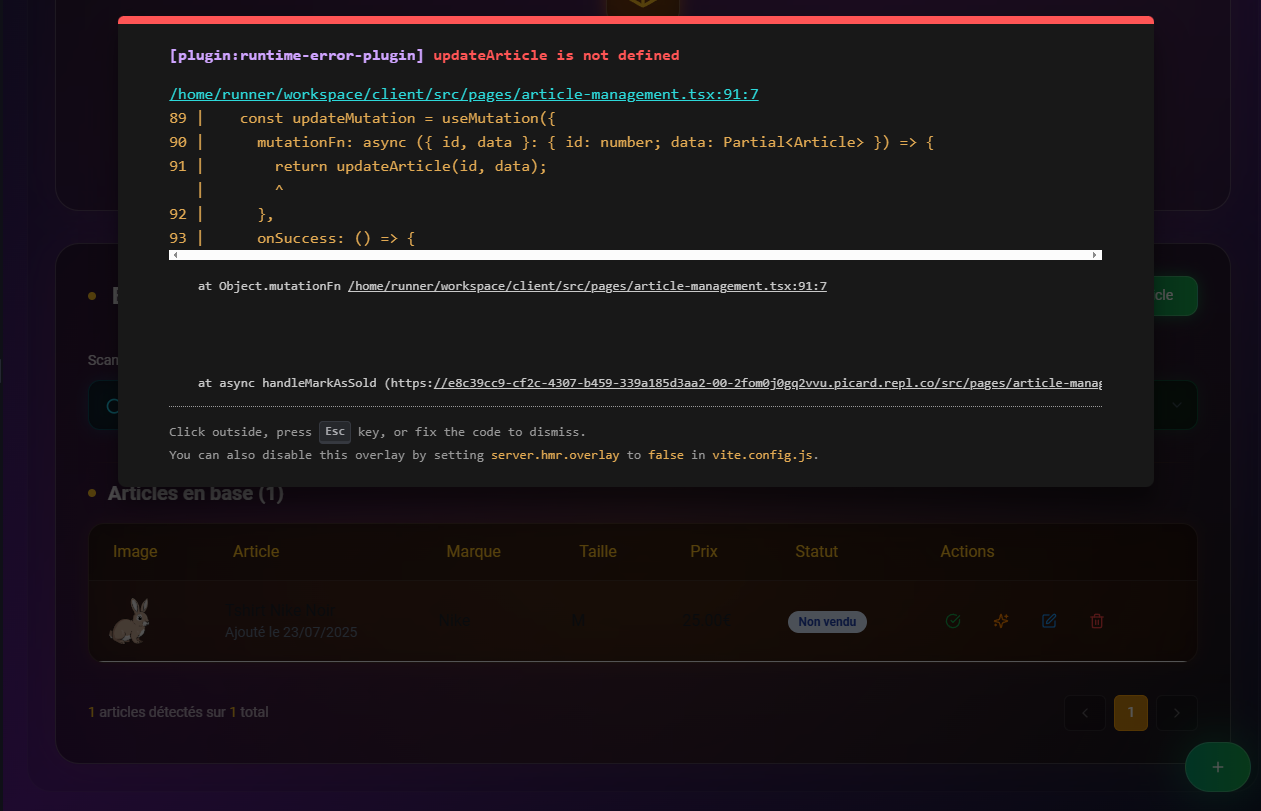 [plugin:runtime-error-plugin] updateArticle is not defined
/home/runner/workspace/client/src/pages/article-management.tsx:91:7
89 |    const updateMutation = useMutation({
90 |      mutationFn: async ({ id, data }: { id: number; data: Partial<Article> }) => {
91 |        return updateArticle(id, data);
   |        ^
92 |      },
93 |      onSuccess: () => {
at Object.mutationFn /home/runner/workspace/client/src/pages/article-management.tsx:91:7
at async handleMarkAsSold (https://e8c39cc9-cf2c-4307-b459-339a185d3aa2-00-2fom0j0gq2vvu.picard.repl.co/src/pages/article-manag
Click outside, press Esc key, or fix the code to dismiss.
You can also disable this overlay by setting server.hmr.overlay to false in vite.config.js.
cle
Scan
Articles en base (1)
Image Article Marque Taille Prix Statut Actions
Ajouté le 23/07/2025 Non vendu
1 articles détectés sur 1 total
< 1 >
+